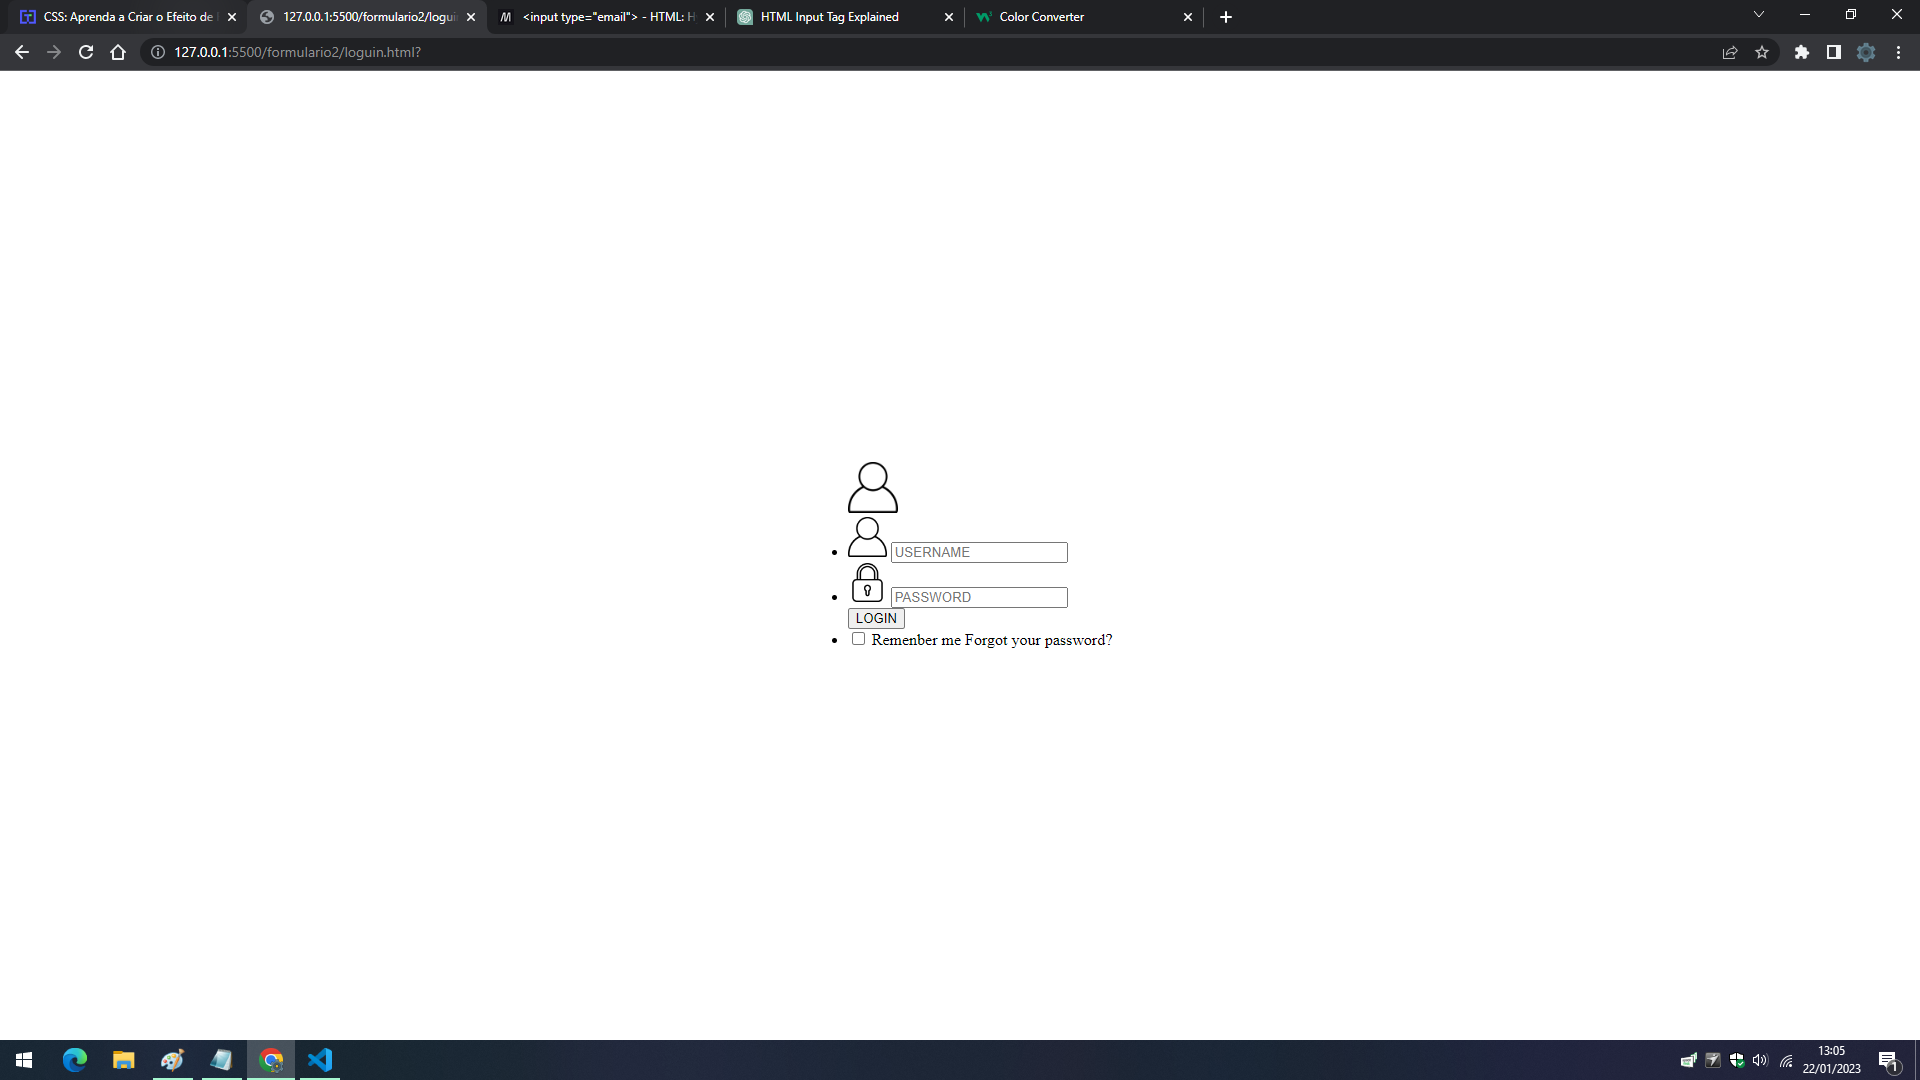 CSS: Aprenda a Criar o Efeito de
127.0.0.1:5500/formulario2/logui
<input type="email"> - HTML: H
HTML Input Tag Explained
Color Converter
127.0.0.1:5500/formulario2/loguin.html?
USERNAME
PASSWORD
LOGIN
Remenber me Forgot your password?
13:05
22/01/2023
1